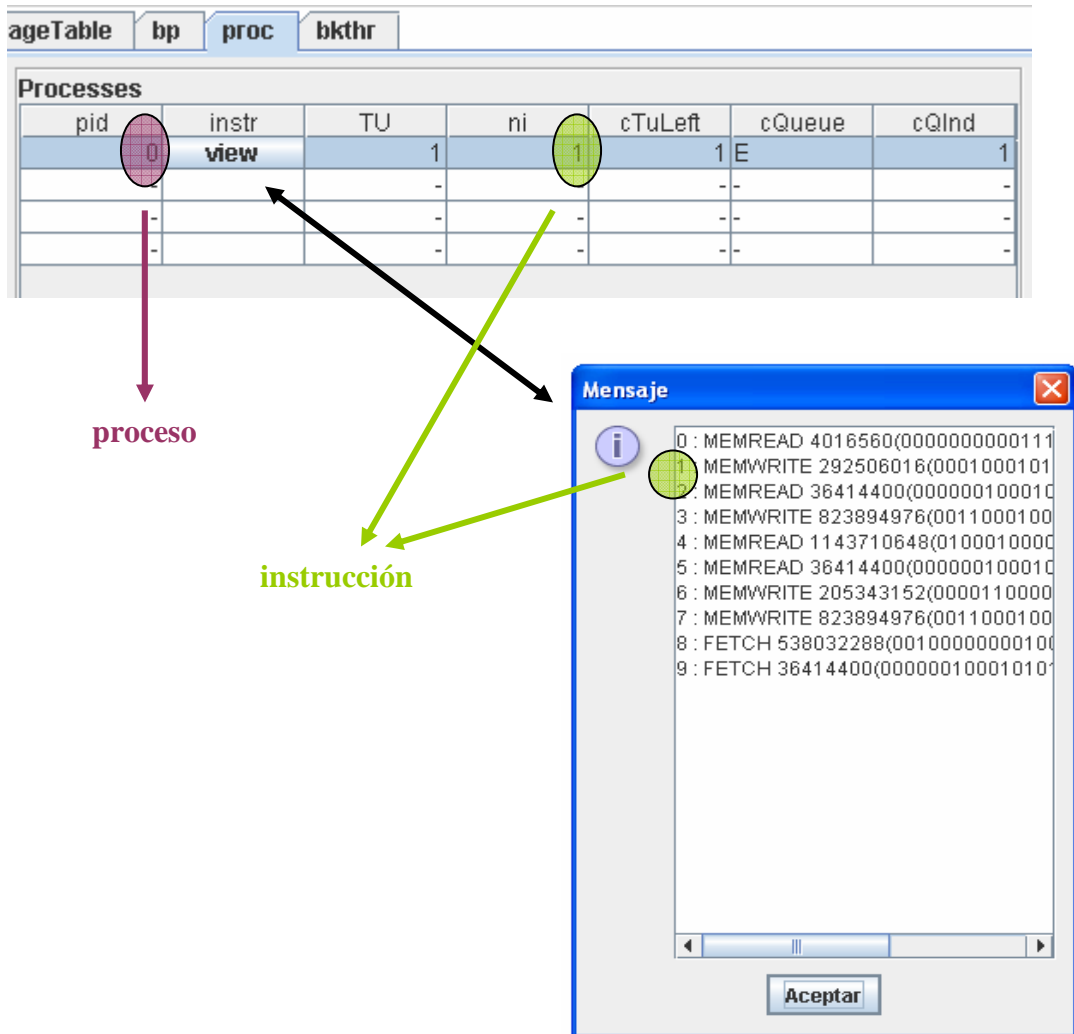 ageTable bp proc bkthr
Processes
pid instr TU ni cTuLeft cQueue cQInd
0 view 1 1 1 E 1
- - - - - -
- - - - - -
- - - - - -
proceso
instrucción
Mensaje
i
0 : MEMREAD 4016560(0000000000111
1 : MEMWRITE 292506016(0001000101
2 : MEMREAD 36414400(000000100010
3 : MEMWRITE 823894976(0011000100
4 : MEMREAD 1143710648(010001000
5 : MEMREAD 36414400(000000100010
6 : MEMWRITE 205343152(0000110000
7 : MEMWRITE 823894976(0011000100
8 : FETCH 538032288(0010000000010
9 : FETCH 36414400(00000010001010
Aceptar